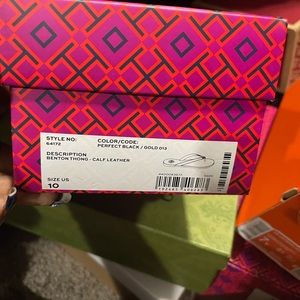 STYLE NO:
64172
COLOR/CODE:
PERFECT BLACK / GOLD 013
DESCRIPTION
BENTON THONG - CALF LEATHER
SIZE US
10